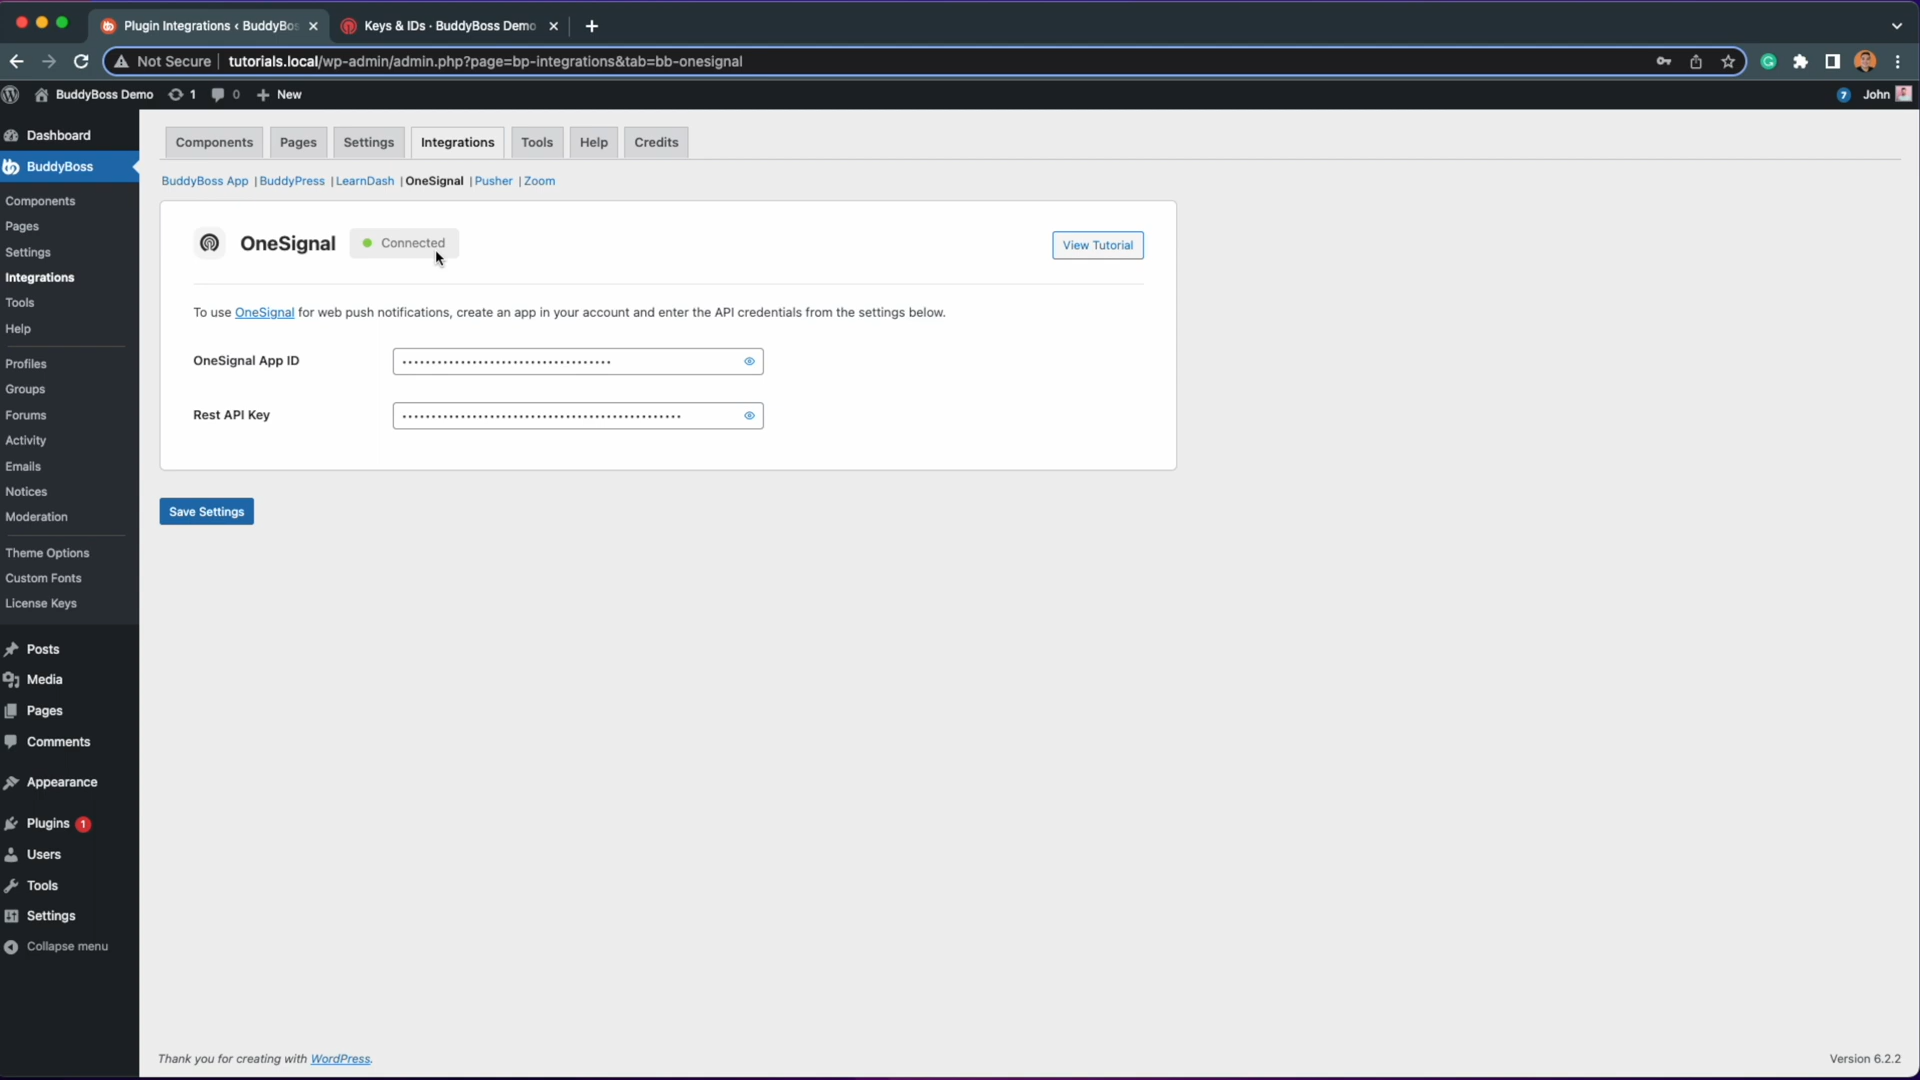 Plugin Integrations ‹ BuddyBos
Keys & IDs · BuddyBoss Demo
Not Secure
tutorials.local/wp-admin/admin.php?page=bp-integrations&tab=bb-onesignal
BuddyBoss Demo 1 0 + New
7 John
Dashboard
BuddyBoss
Components
Pages
Settings
Integrations
Tools
Help
Profiles
Groups
Forums
Activity
Emails
Notices
Moderation
Theme Options
Custom Fonts
License Keys
Posts
Media
Pages
Comments
Appearance
Plugins 1
Users
Tools
Settings
Collapse menu
Components Pages Settings Integrations Tools Help Credits
BuddyBoss App | BuddyPress | LearnDash | OneSignal | Pusher | Zoom
OneSignal Connected
View Tutorial
To use OneSignal for web push notifications, create an app in your account and enter the API credentials from the settings below.
OneSignal App ID
Rest API Key
Save Settings
Thank you for creating with WordPress.
Version 6.2.2